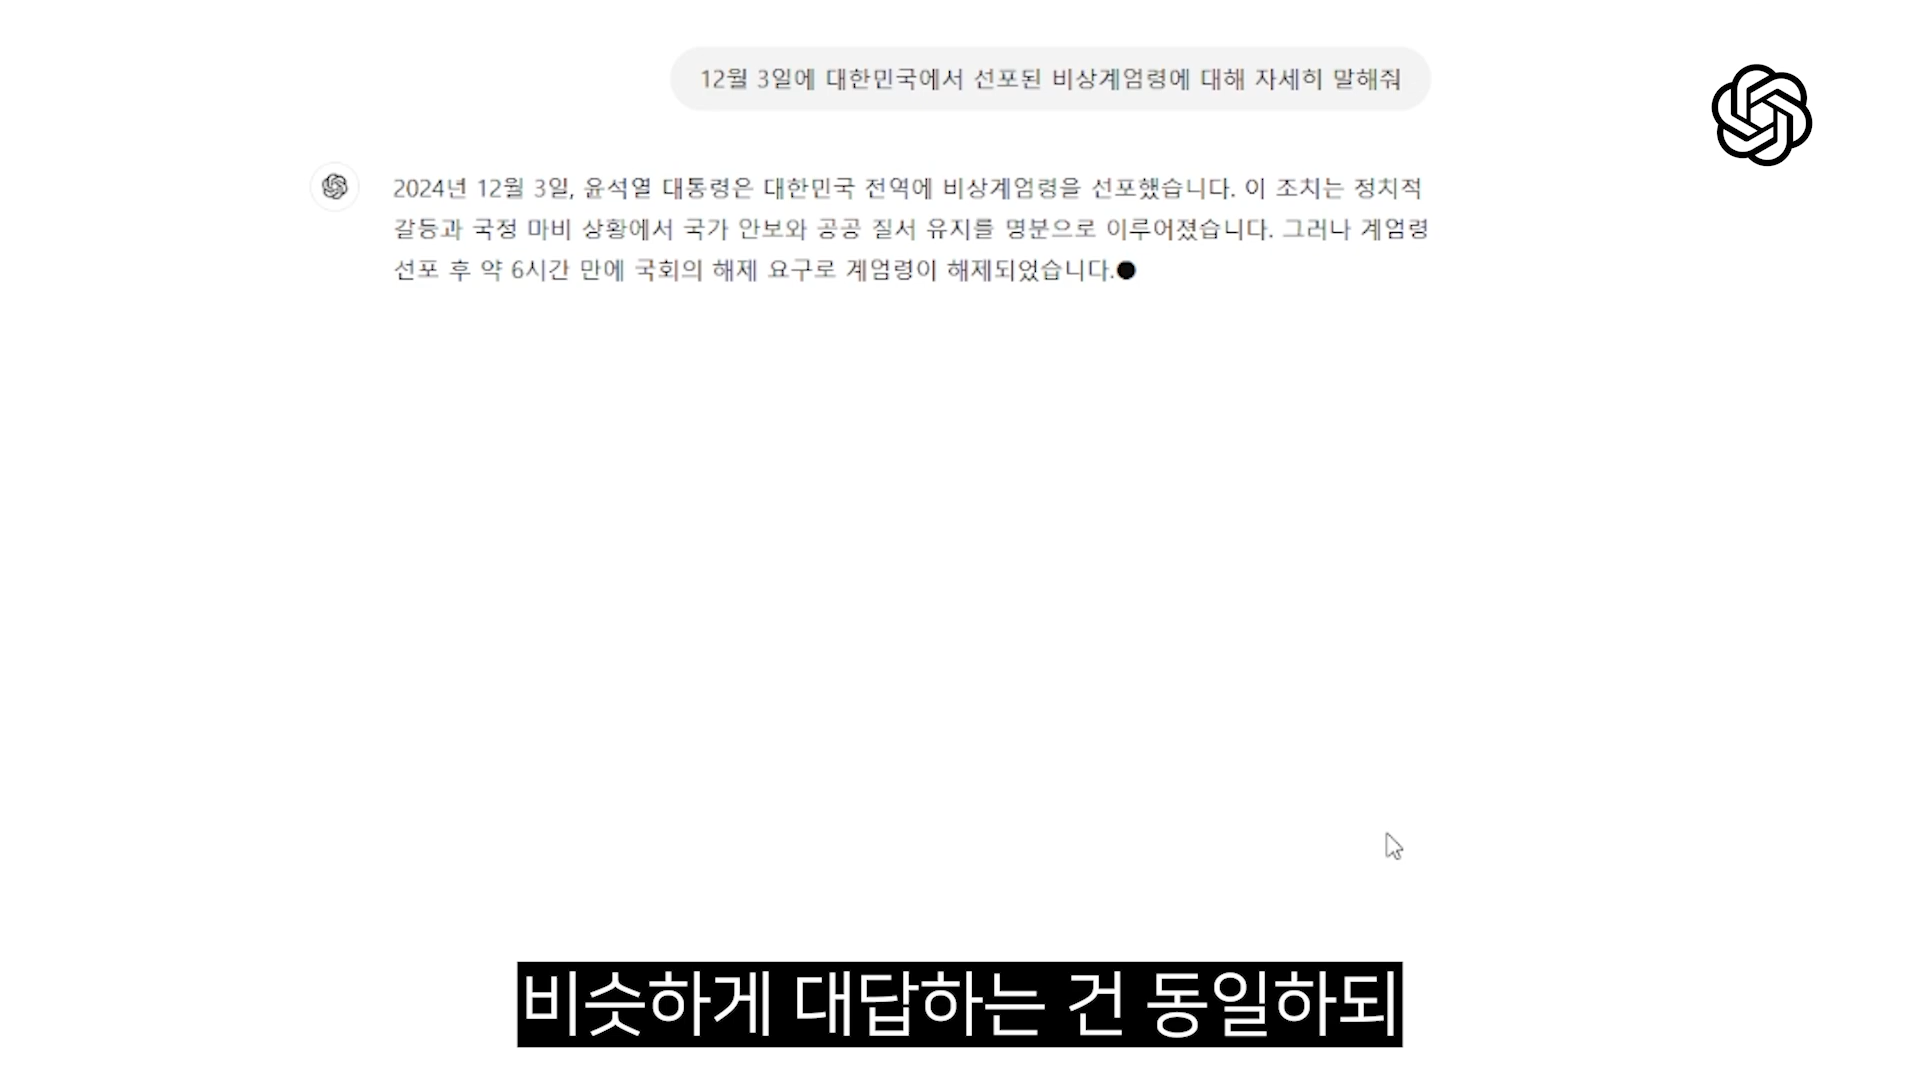 12월 3일에 대한민국에서 선포된 비상계엄령에 대해 자세히 말해줘
2024년 12월 3일, 윤석열 대통령은 대한민국 전역에 비상계엄령을 선포했습니다. 이 조치는 정치적
갈등과 국정 마비 상황에서 국가 안보와 공공 질서 유지를 명분으로 이루어졌습니다. 그러나 계엄령
선포 후 약 6시간 만에 국회의 해제 요구로 계엄령이 해제되었습니다.
비슷하게 대답하는 건 동일하되